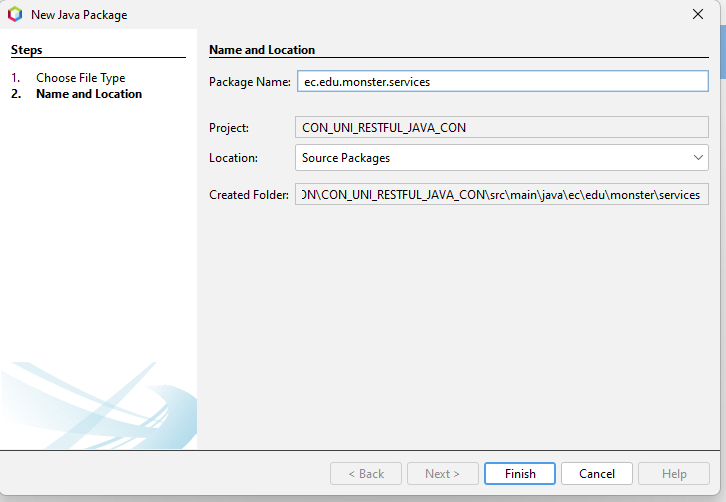 New Java Package
Steps
1. Choose File Type
2. Name and Location
Name and Location
Package Name: ec.edu.monster.services
Project: CON_UNI_RESTFUL_JAVA_CON
Location: Source Packages
Created Folder: ON\CON_UNI_RESTFUL_JAVA_CON\src\main\java\ec\edu\monster\services
< Back Next > Finish Cancel Help